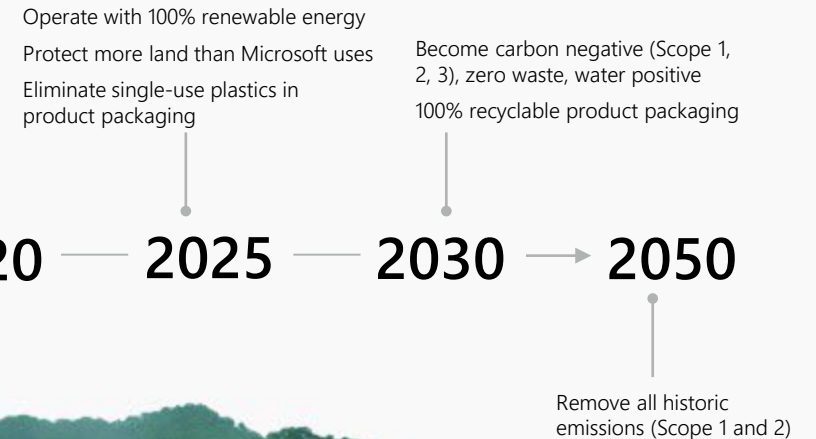 Operate with 100% renewable energy
Protect more land than Microsoft uses
Eliminate single-use plastics in
product packaging
Become carbon negative (Scope 1,
2, 3), zero waste, water positive
100% recyclable product packaging
20 2025 2030 2050
Remove all historic
emissions (Scope 1 and 2)